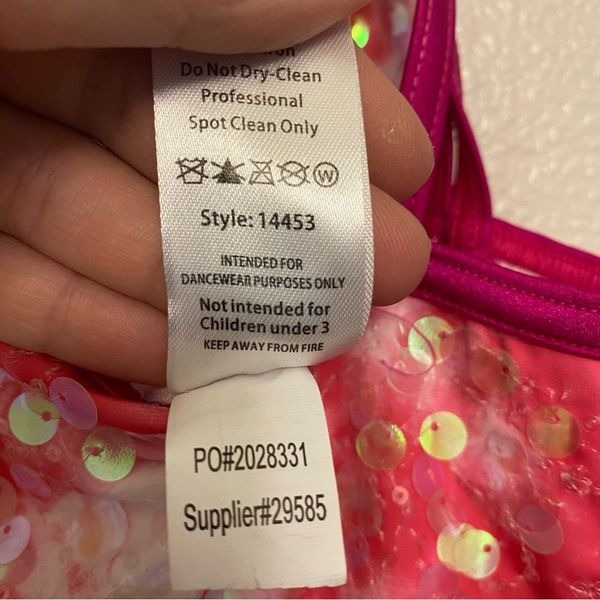 Do Not Dry-Clean
Professional
Spot Clean Only
W
Style: 14453
INTENDED FOR
DANCEWEAR PURPOSES ONLY
Not intended for
Children under 3
KEEP AWAY FROM FIRE
PO#2028331
Supplier#29585